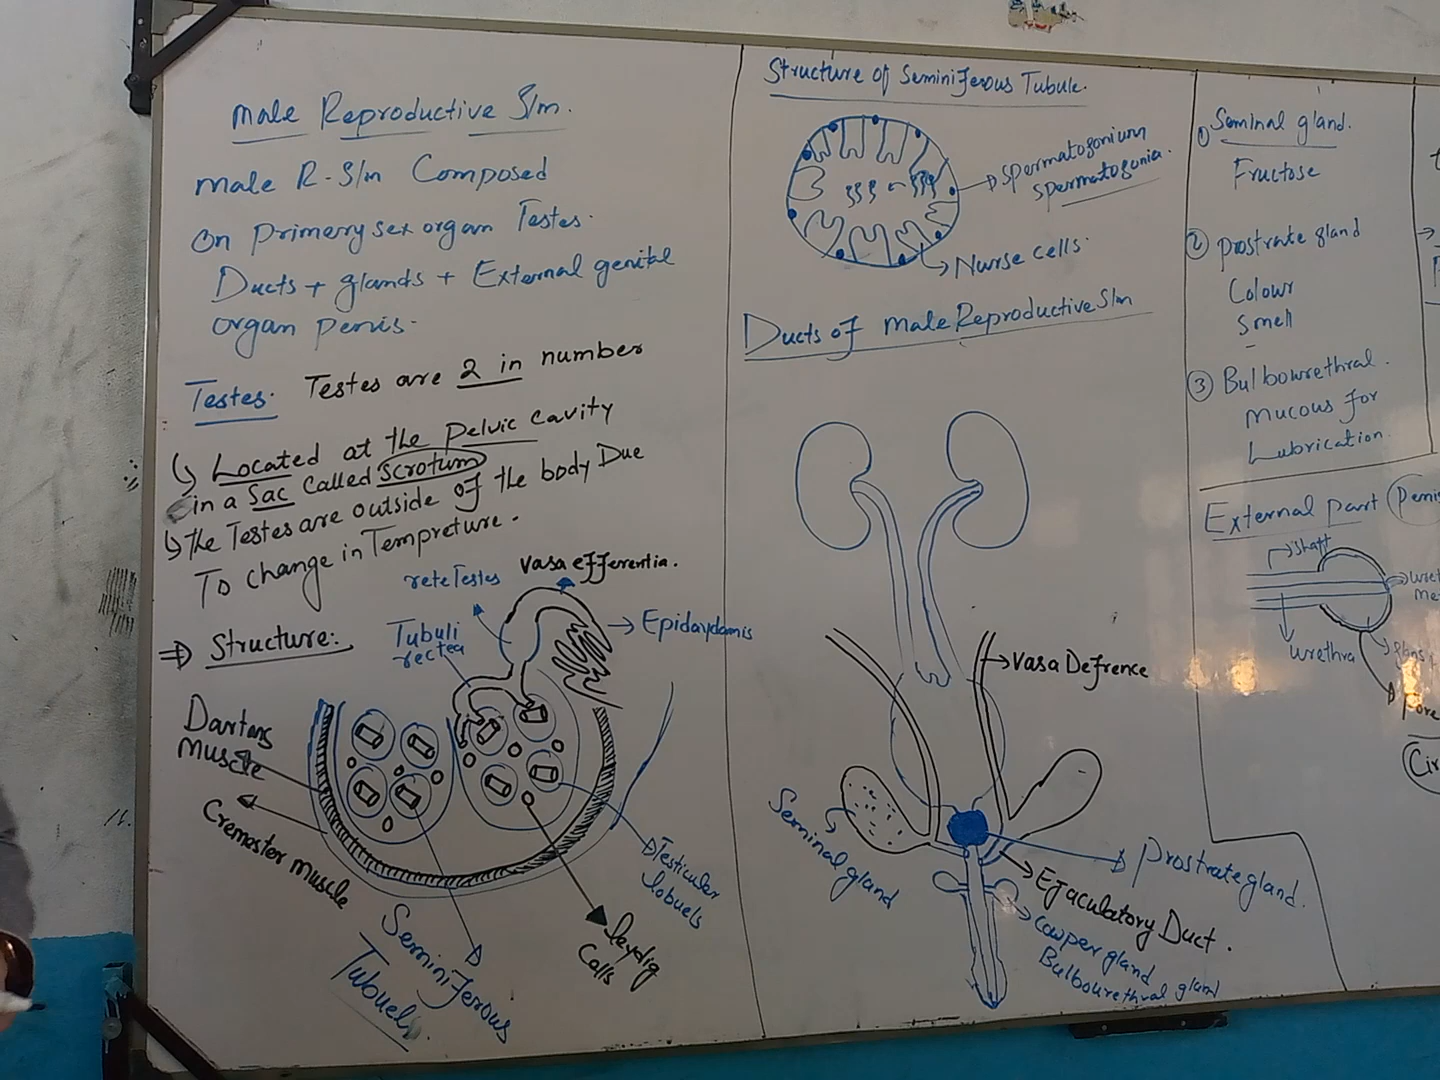 Male Reproductive S/m.
Male R-S/m Composed
on primery sex organ Testes.
Ducts + glands + External genital
organ penis.
Testes. Testes are 2 in number
Located at the pelvic cavity
in a Sac called Scrotum
the Testes are outside of the body Due
To change in Tempreture.
⇒ Structure:
rete Testes
Vasa efferentia.
Tubuli
rectea
Epidaydamis
Dartons
Muscle
Cremaster muscle
Seminiferous
Tubuels
Testicular
lobuels
leydig
Calls
Structure of Seminiferous Tubule.
spermatogonium
spermatogonia.
Nurse cells
Ducts of Male Reproductive S/m
Vasa Defrence
Seminal gland
Prostrate gland.
Ejaculatory Duct.
Cowper gland
Bulbourethral gland
① Seminal gland.
Fructose
② prostrate gland
Colour
Smell
③ Bulbourethral.
Mucous for
Lubrication.
External part
Shaft
urethra